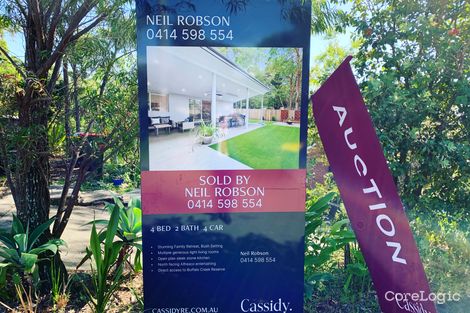 NEIL ROBSON
0414 598 554
SOLD BY
NEIL ROBSON
0414 598 554
4 BED 2 BATH 4 CAR
Stunning Family Retreat, Bush Setting
Multiple generous light living rooms
Open plan sleek stone kitchen
North facing Alfresco entertaining
Direct access to Buffalo Creek Reserve
Neil Robson
0414 598 554
CASSIDYRE.COM.AU
Cassidy.
AUCTION
Cassidy.
CoreLogic